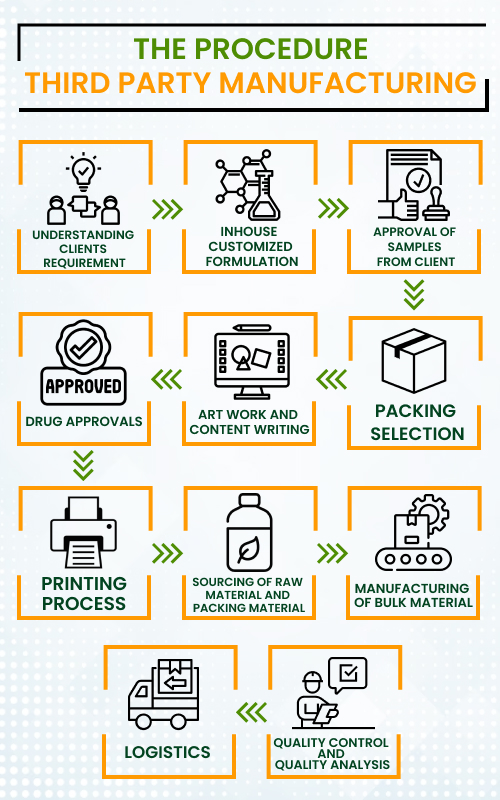 THE PROCEDURE
THIRD PARTY MANUFACTURING
UNDERSTANDING
CLIENTS
REQUIREMENT
INHOUSE
CUSTOMIZED
FORMULATION
APPROVAL OF
SAMPLES
FROM CLIENT
PACKING
SELECTION
ART WORK AND
CONTENT WRITING
APPROVED
DRUG APPROVALS
PRINTING
PROCESS
SOURCING OF RAW
MATERIAL AND
PACKING MATERIAL
MANUFACTURING
OF BULK MATERIAL
QUALITY CONTROL
AND
QUALITY ANALYSIS
LOGISTICS